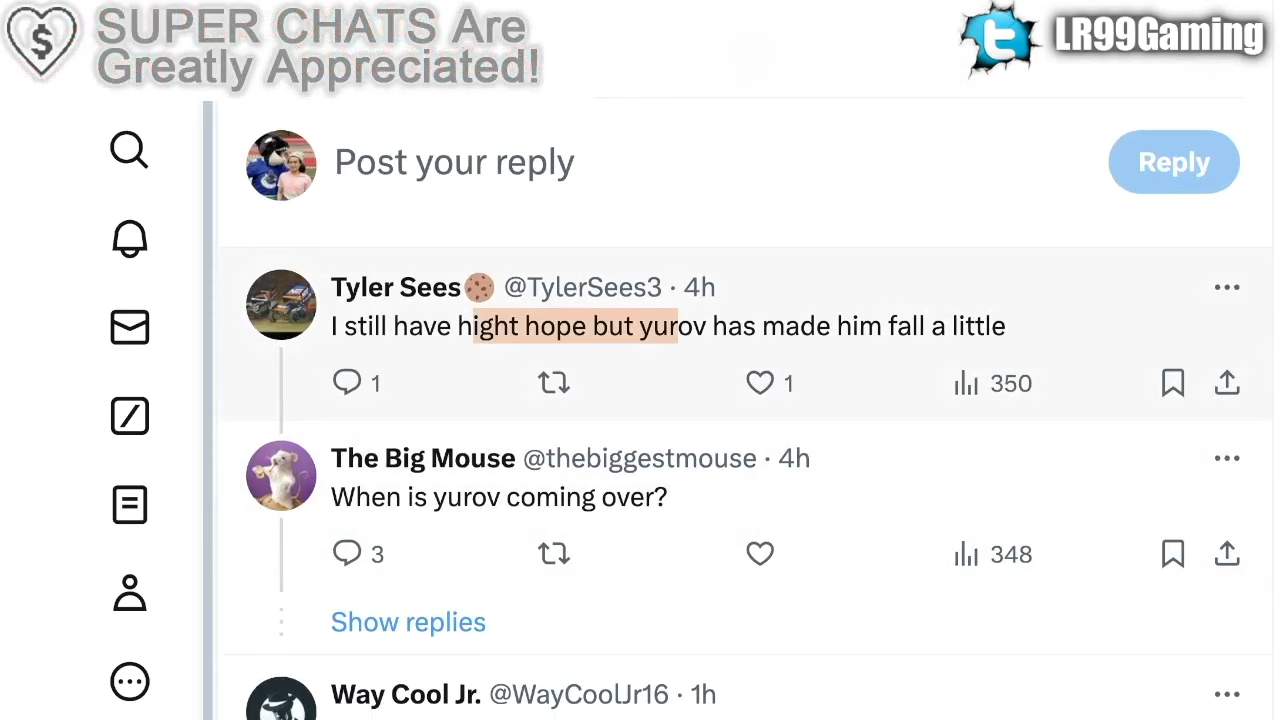 SUPER CHATS Are
Greatly Appreciated!
LR99Gaming
Post your reply
Reply
Tyler Sees @TylerSees3 · 4h
I still have hight hope but yurov has made him fall a little
1
1
350
The Big Mouse @thebiggestmouse · 4h
When is yurov coming over?
3
348
Show replies
Way Cool Jr. @WayCoolJr16 · 1h